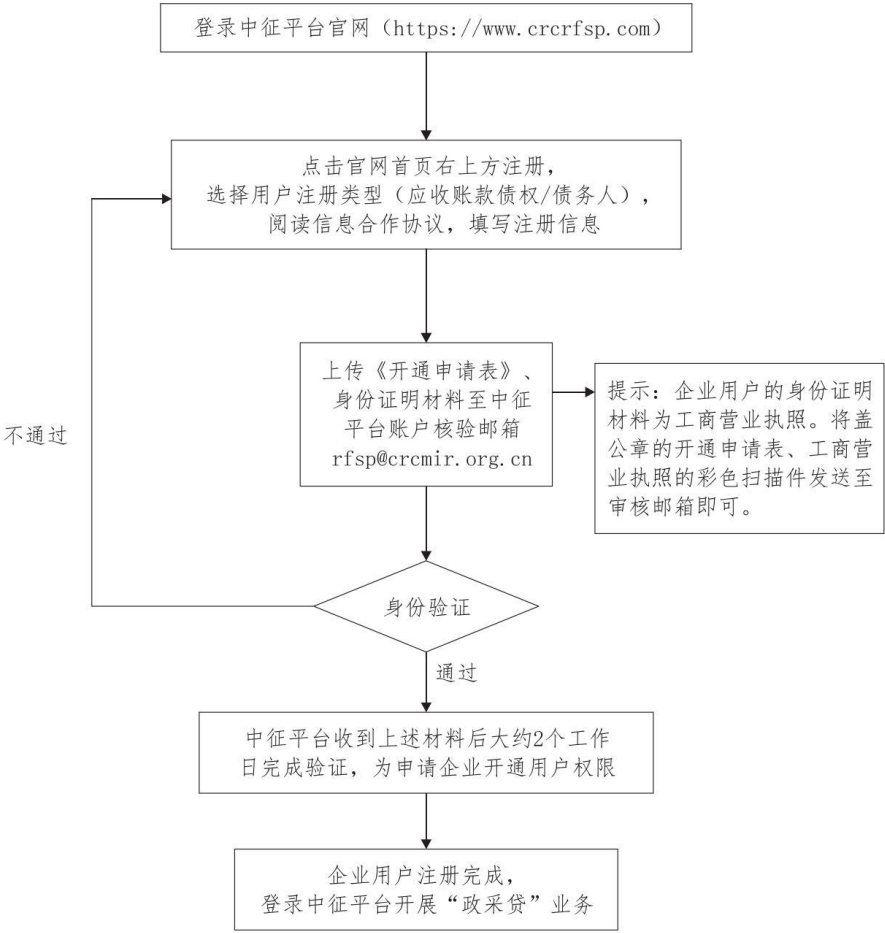 登录中征平台官网（https://www.crcrfsp.com）
点击官网首页右上方注册，
选择用户注册类型（应收账款债权/债务人），
阅读信息合作协议，填写注册信息
上传《开通申请表》、
身份证明材料至中征
平台账户核验邮箱
rfsp@crcmir.org.cn
提示：企业用户的身份证明
材料为工商营业执照。将盖
公章的开通申请表、工商营
业执照的彩色扫描件发送至
审核邮箱即可。
不通过
身份验证
通过
中征平台收到上述材料后大约2个工作
日完成验证，为申请企业开通用户权限
企业用户注册完成，
登录中征平台开展“政采贷”业务